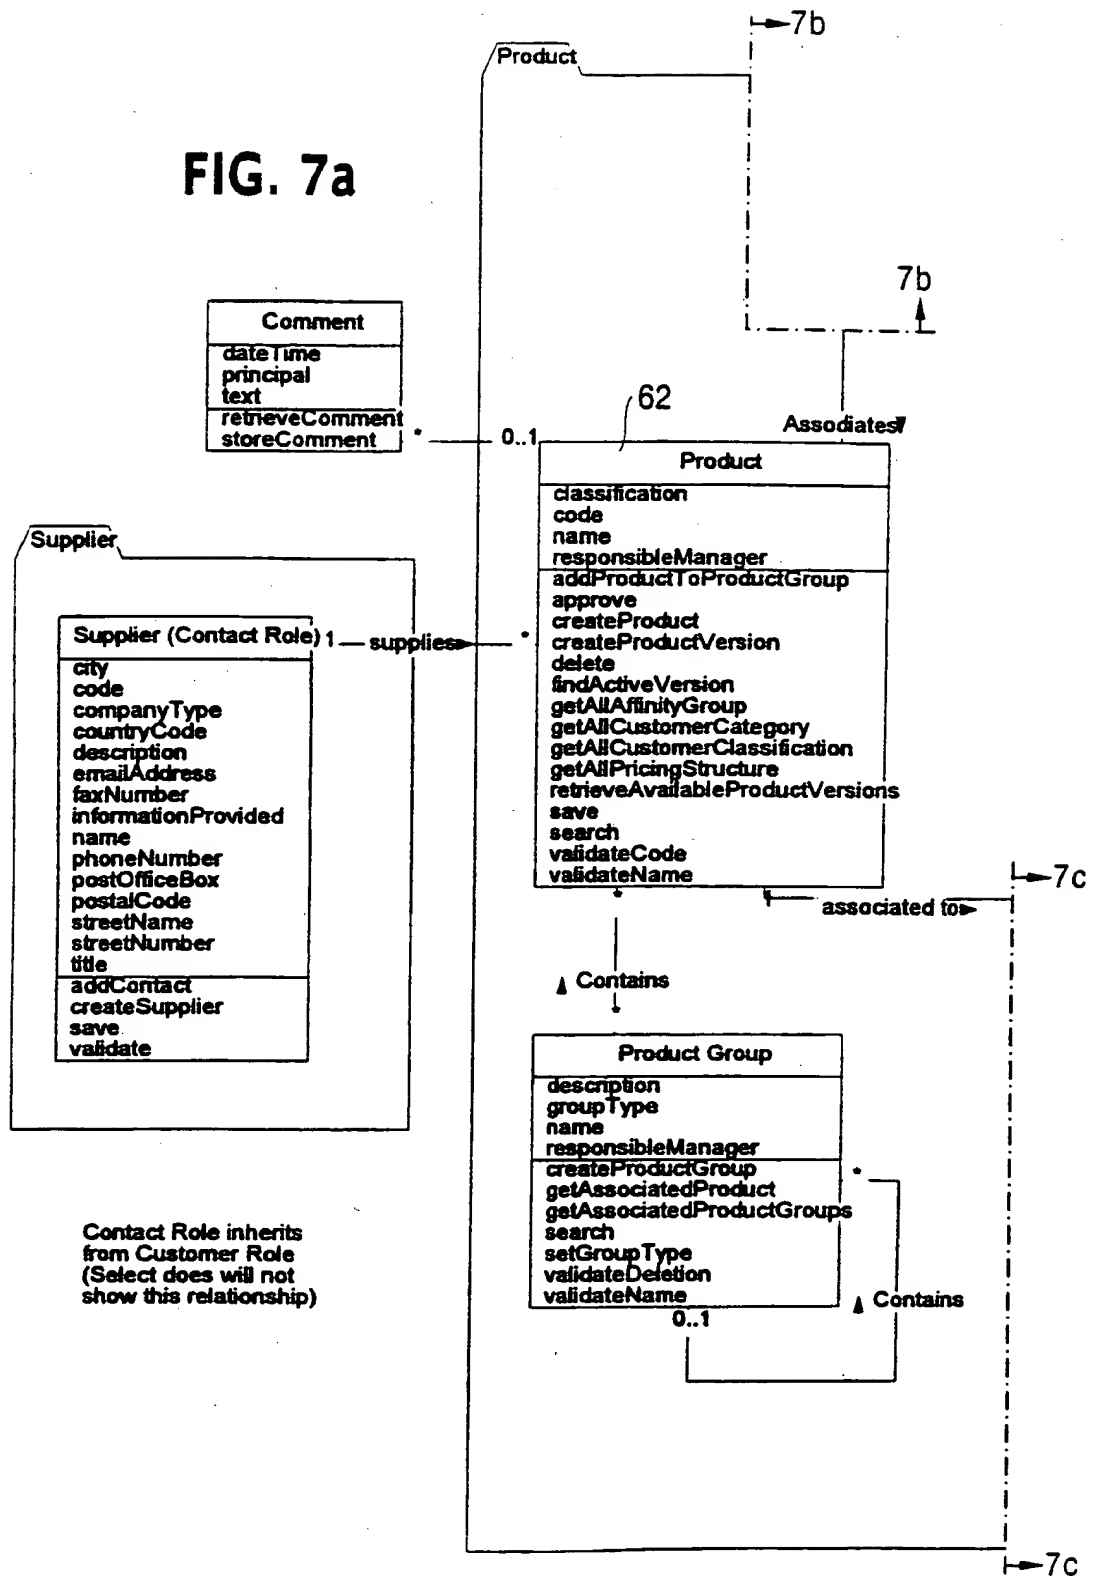 7b
Product
FIG. 7a
7b
Comment
dateTime
principal
text
retrieveComment
storeComment
*
0..1
62
Associates
Product
classification
code
name
responsibleManager
addProductToProductGroup
approve
createProduct
createProductVersion
delete
findActiveVersion
getAllAffinityGroup
getAllCustomerCategory
getAllCustomerClassification
getAllPricingStructure
retrieveAvailableProductVersions
save
search
validateCode
validateName
Supplier
Supplier (Contact Role)
1
supplies
*
city
code
companyType
countryCode
description
emailAddress
faxNumber
informationProvided
name
phoneNumber
postOfficeBox
postalCode
streetName
streetNumber
title
addContact
createSupplier
save
validate
7c
*
associated to
Contains
*
Product Group
description
groupType
name
responsibleManager
createProductGroup
getAssociatedProduct
getAssociatedProductGroups
search
setGroupType
validateDeletion
validateName
*
Contains
0..1
Contact Role inherits
from Customer Role
(Select does will not
show this relationship)
7c